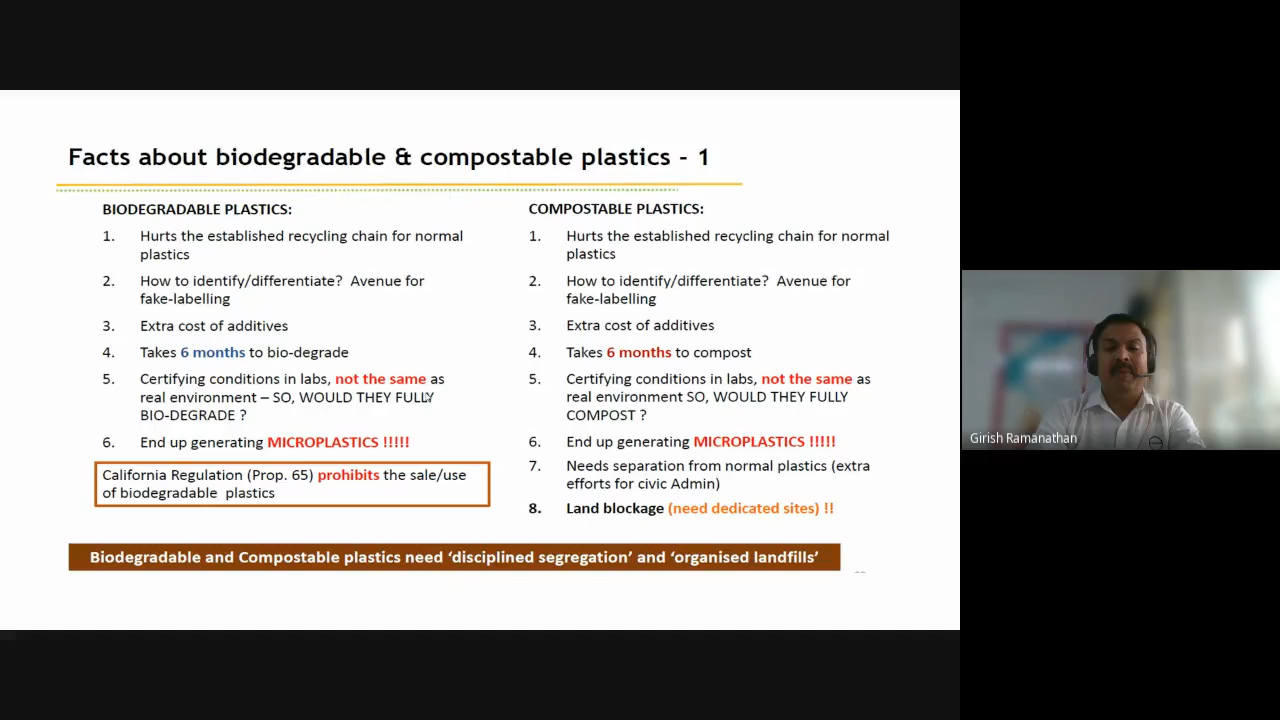 Facts about biodegradable & compostable plastics - 1
BIODEGRADABLE PLASTICS:
1. Hurts the established recycling chain for normal
plastics
2. How to identify/differentiate? Avenue for
fake-labelling
3. Extra cost of additives
4. Takes 6 months to bio-degrade
5. Certifying conditions in labs, not the same as
real environment – SO, WOULD THEY FULLY
BIO-DEGRADE ?
6. End up generating MICROPLASTICS !!!!!
California Regulation (Prop. 65) prohibits the sale/use
of biodegradable plastics
COMPOSTABLE PLASTICS:
1. Hurts the established recycling chain for normal
plastics
2. How to identify/differentiate? Avenue for
fake-labelling
3. Extra cost of additives
4. Takes 6 months to compost
5. Certifying conditions in labs, not the same as
real environment SO, WOULD THEY FULLY
COMPOST ?
6. End up generating MICROPLASTICS !!!!!
7. Needs separation from normal plastics (extra
efforts for civic Admin)
8. Land blockage (need dedicated sites) !!
Biodegradable and Compostable plastics need ‘disciplined segregation’ and ‘organised landfills’
Girish Ramanathan